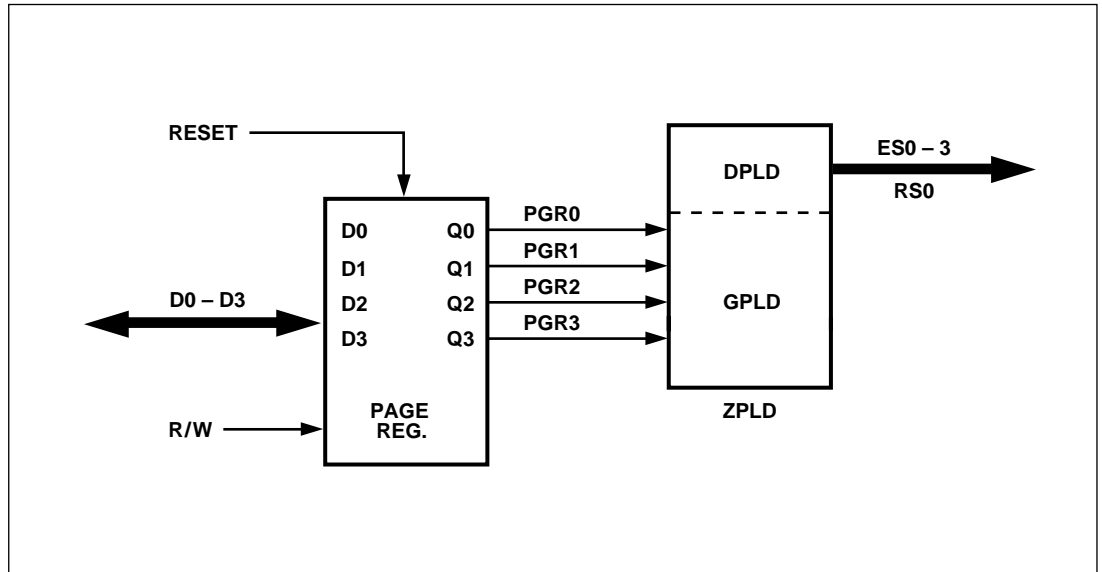 RESET
D0 Q0
D1 Q1
D2 Q2
D3 Q3
PAGE
REG.
D0 – D3
R/W
PGR0
PGR1
PGR2
PGR3
DPLD
GPLD
ZPLD
ES0 – 3
RS0